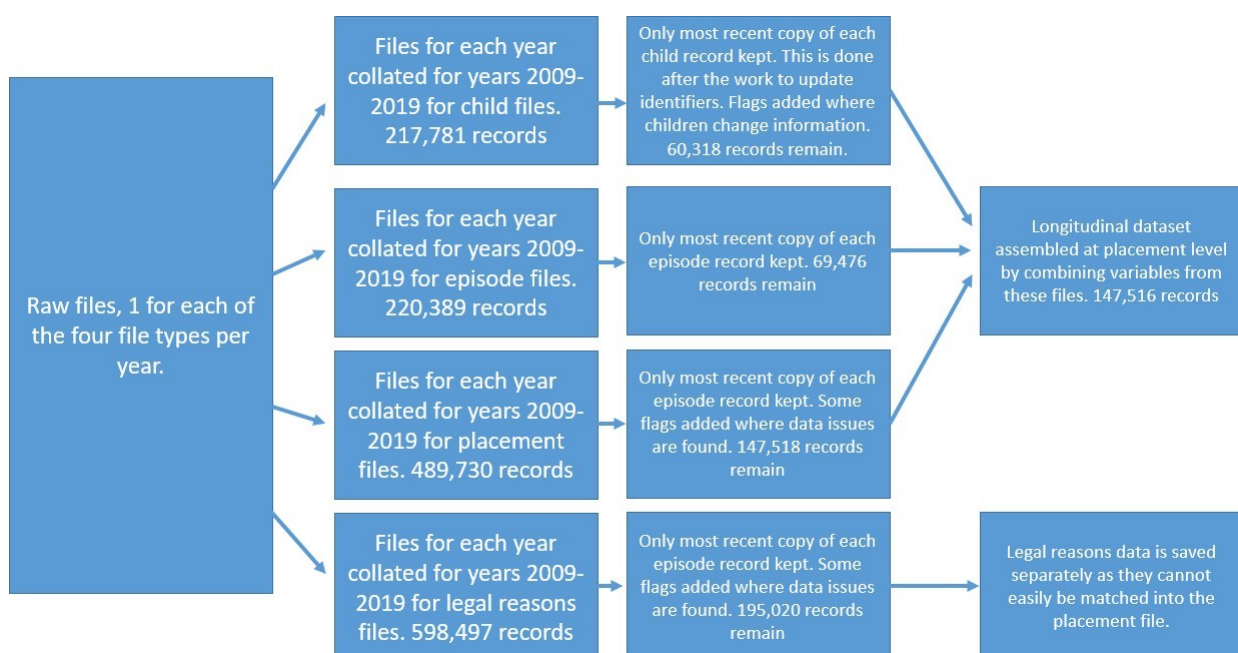 Raw files, 1 for each of
the four file types per
year.
Files for each year
collated for years 2009-
2019 for child files.
217,781 records
Only most recent copy of each
child record kept. This is done
after the work to update
identifiers. Flags added where
children change information.
60,318 records remain.
Files for each year
collated for years 2009-
2019 for episode files.
220,389 records
Only most recent copy of each
episode record kept. 69,476
records remain
Files for each year
collated for years 2009-
2019 for placement
files. 489,730 records
Only most recent copy of each
episode record kept. Some
flags added where data issues
are found. 147,518 records
remain
Longitudinal dataset
assembled at placement level
by combining variables from
these files. 147,516 records
Files for each year
collated for years 2009-
2019 for legal reasons
files. 598,497 records
Only most recent copy of each
episode record kept. Some
flags added where data issues
are found. 195,020 records
remain
Legal reasons data is saved
separately as they cannot
easily be matched into the
placement file.